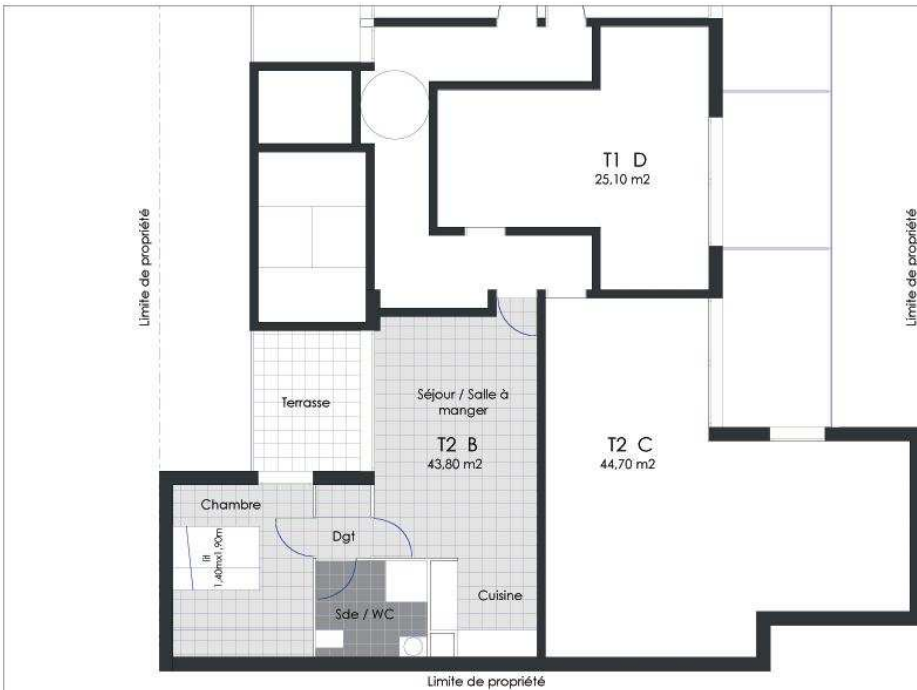 T1 D
25,10 m2
Limite de propriété
Limite de propriété
Terrasse
Séjour / Salle à
manger
T2 B
43,80 m2
T2 C
44,70 m2
Chambre
lit
1,40mx1,90m
Dgt
Sde / WC
Cuisine
Limite de propriété